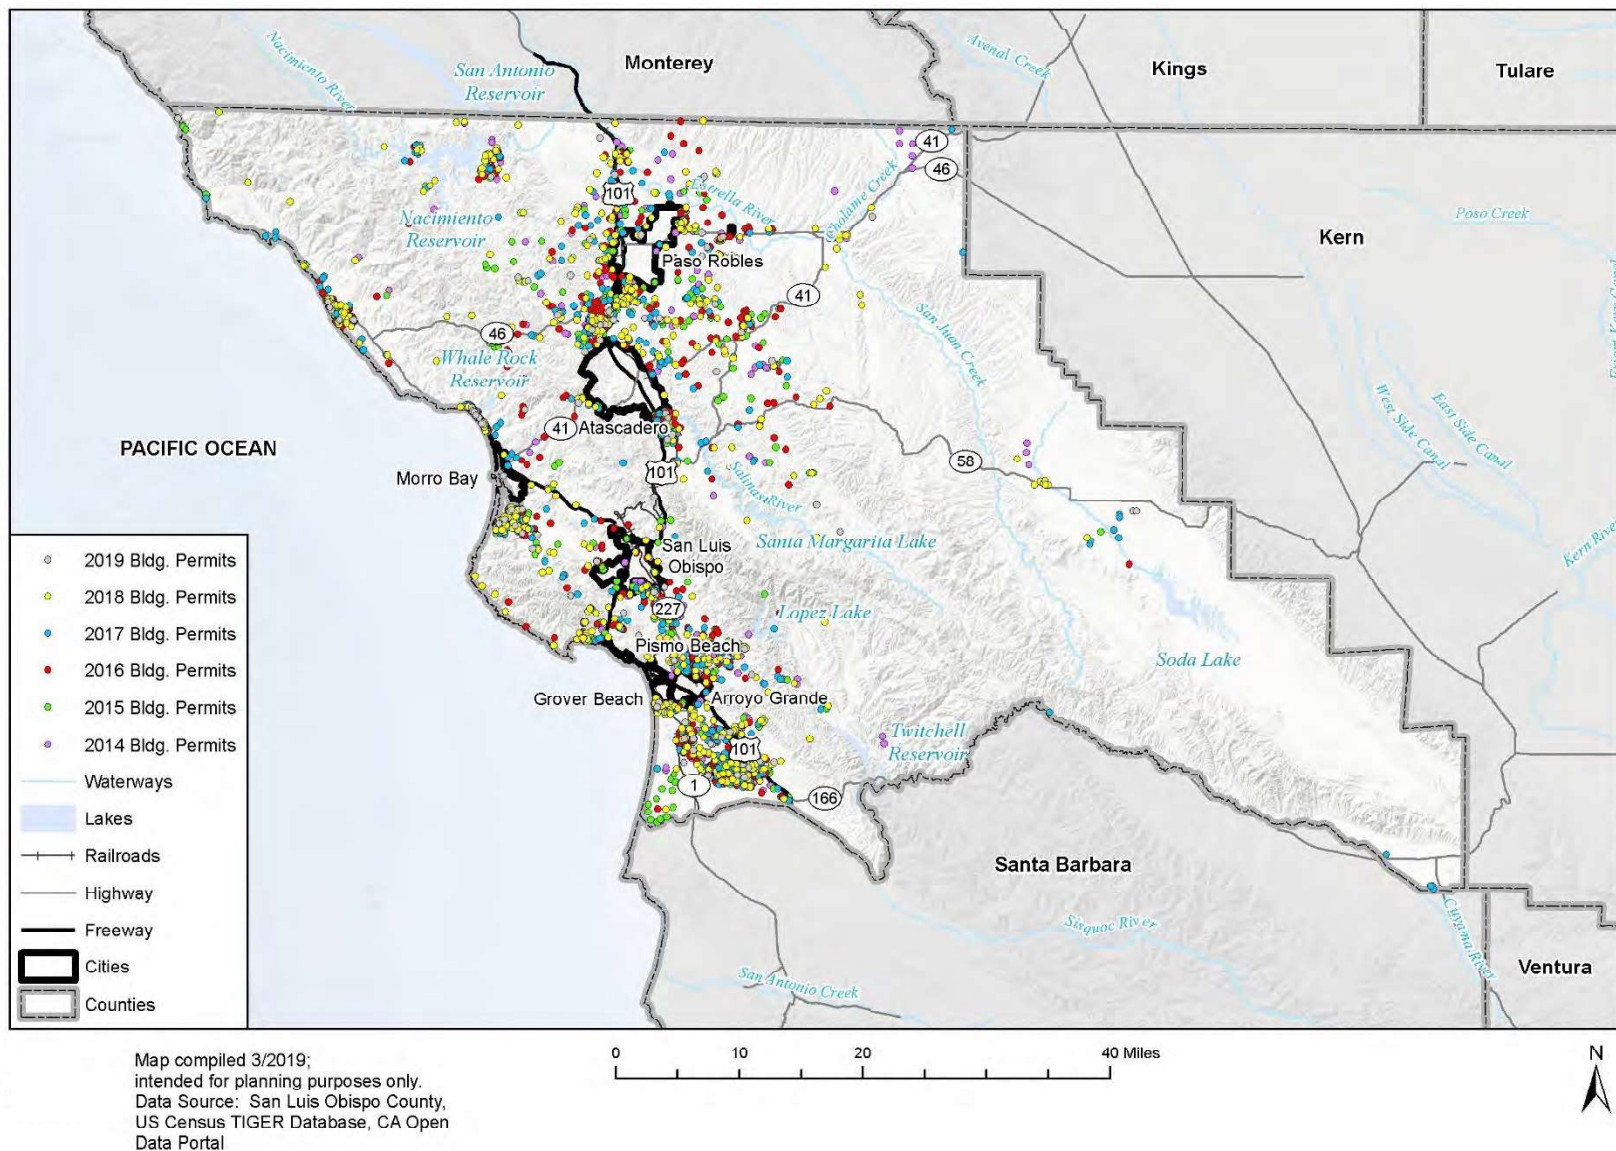 Monterey
Kings
Tulare
Avenal Creek
Nacimiento River
San Antonio
Reservoir
41
46
101
Estrella River
Cholame Creek
Nacimiento
Reservoir
Poso Creek
Kern
Paso Robles
41
46
San Juan Creek
Whale Rock
Reservoir
West Side Canal
East Side Canal
Atascadero
41
PACIFIC OCEAN
58
101
Morro Bay
Salinas River
Kern River
San Luis
Obispo
Santa Margarita Lake
227
Lopez Lake
Pismo Beach
Soda Lake
Grover Beach
Arroyo Grande
Twitchell
Reservoir
101
1
166
Santa Barbara
Sisquoc River
Cuyama River
Ventura
San Antonio Creek
2019 Bldg. Permits
2018 Bldg. Permits
2017 Bldg. Permits
2016 Bldg. Permits
2015 Bldg. Permits
2014 Bldg. Permits
Waterways
Lakes
Railroads
Highway
Freeway
Cities
Counties
Map compiled 3/2019;
intended for planning purposes only.
Data Source: San Luis Obispo County,
US Census TIGER Database, CA Open
Data Portal
0 10 20 40 Miles
N